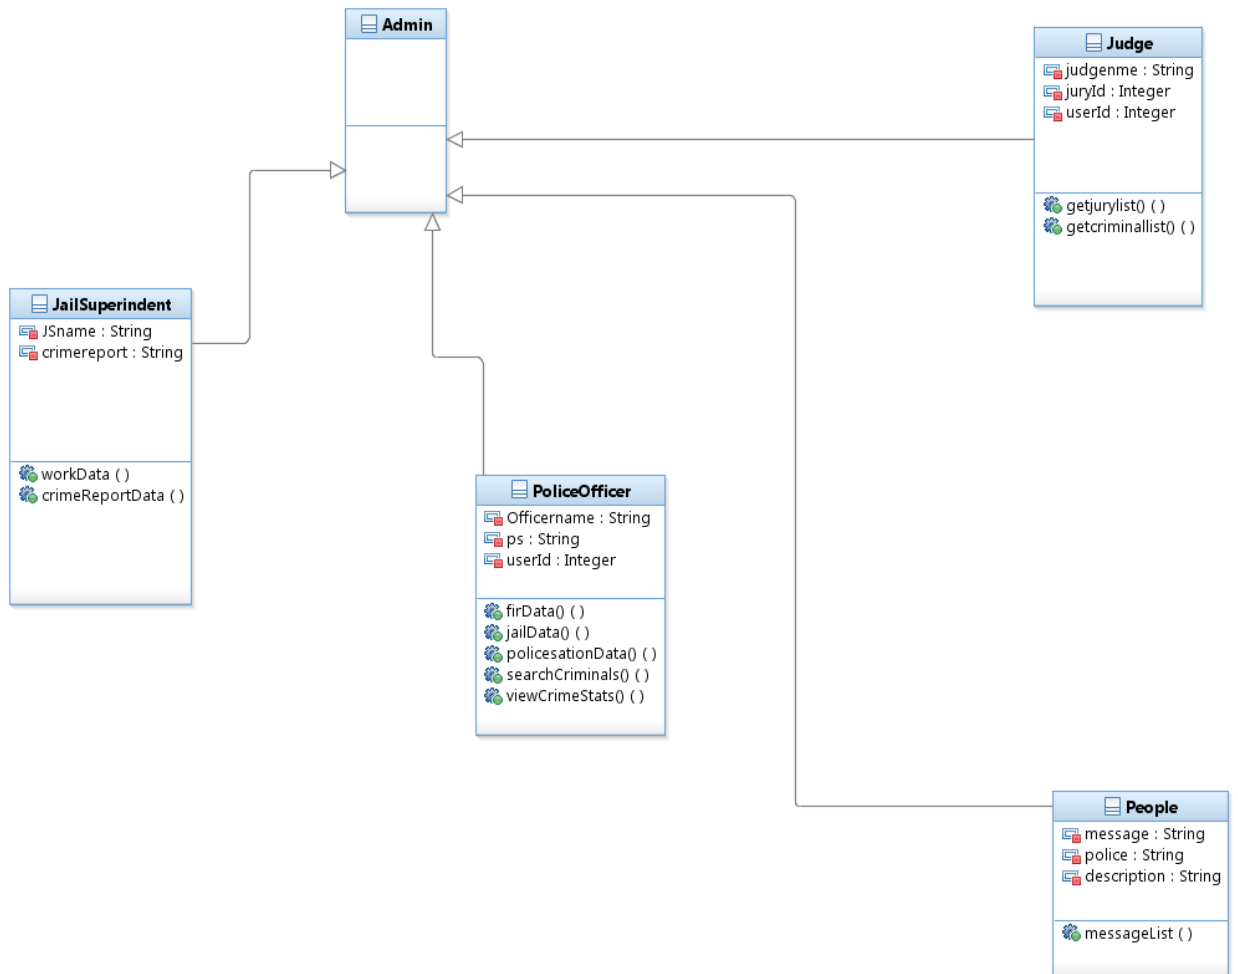 Admin
Judge
judgenme : String
juryId : Integer
userId : Integer
getjurylist() ( )
getcriminallist() ( )
JailSuperindent
JSname : String
crimereport : String
workData ( )
crimeReportData ( )
PoliceOfficer
Officername : String
ps : String
userId : Integer
firData() ( )
jailData() ( )
policesationData() ( )
searchCriminals() ( )
viewCrimeStats() ( )
People
message : String
police : String
description : String
messageList ( )